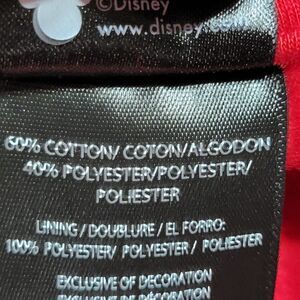 ©Disney
www.disney.com
60% COTTON/ COTON/ALGODON
40% POLYESTER/POLYESTER/
POLIESTER
LINING / DOUBLURE / EL FORRO:
100% POLYESTER/ POLYESTER / POLIESTER
EXCLUSIVE OF DECORATION